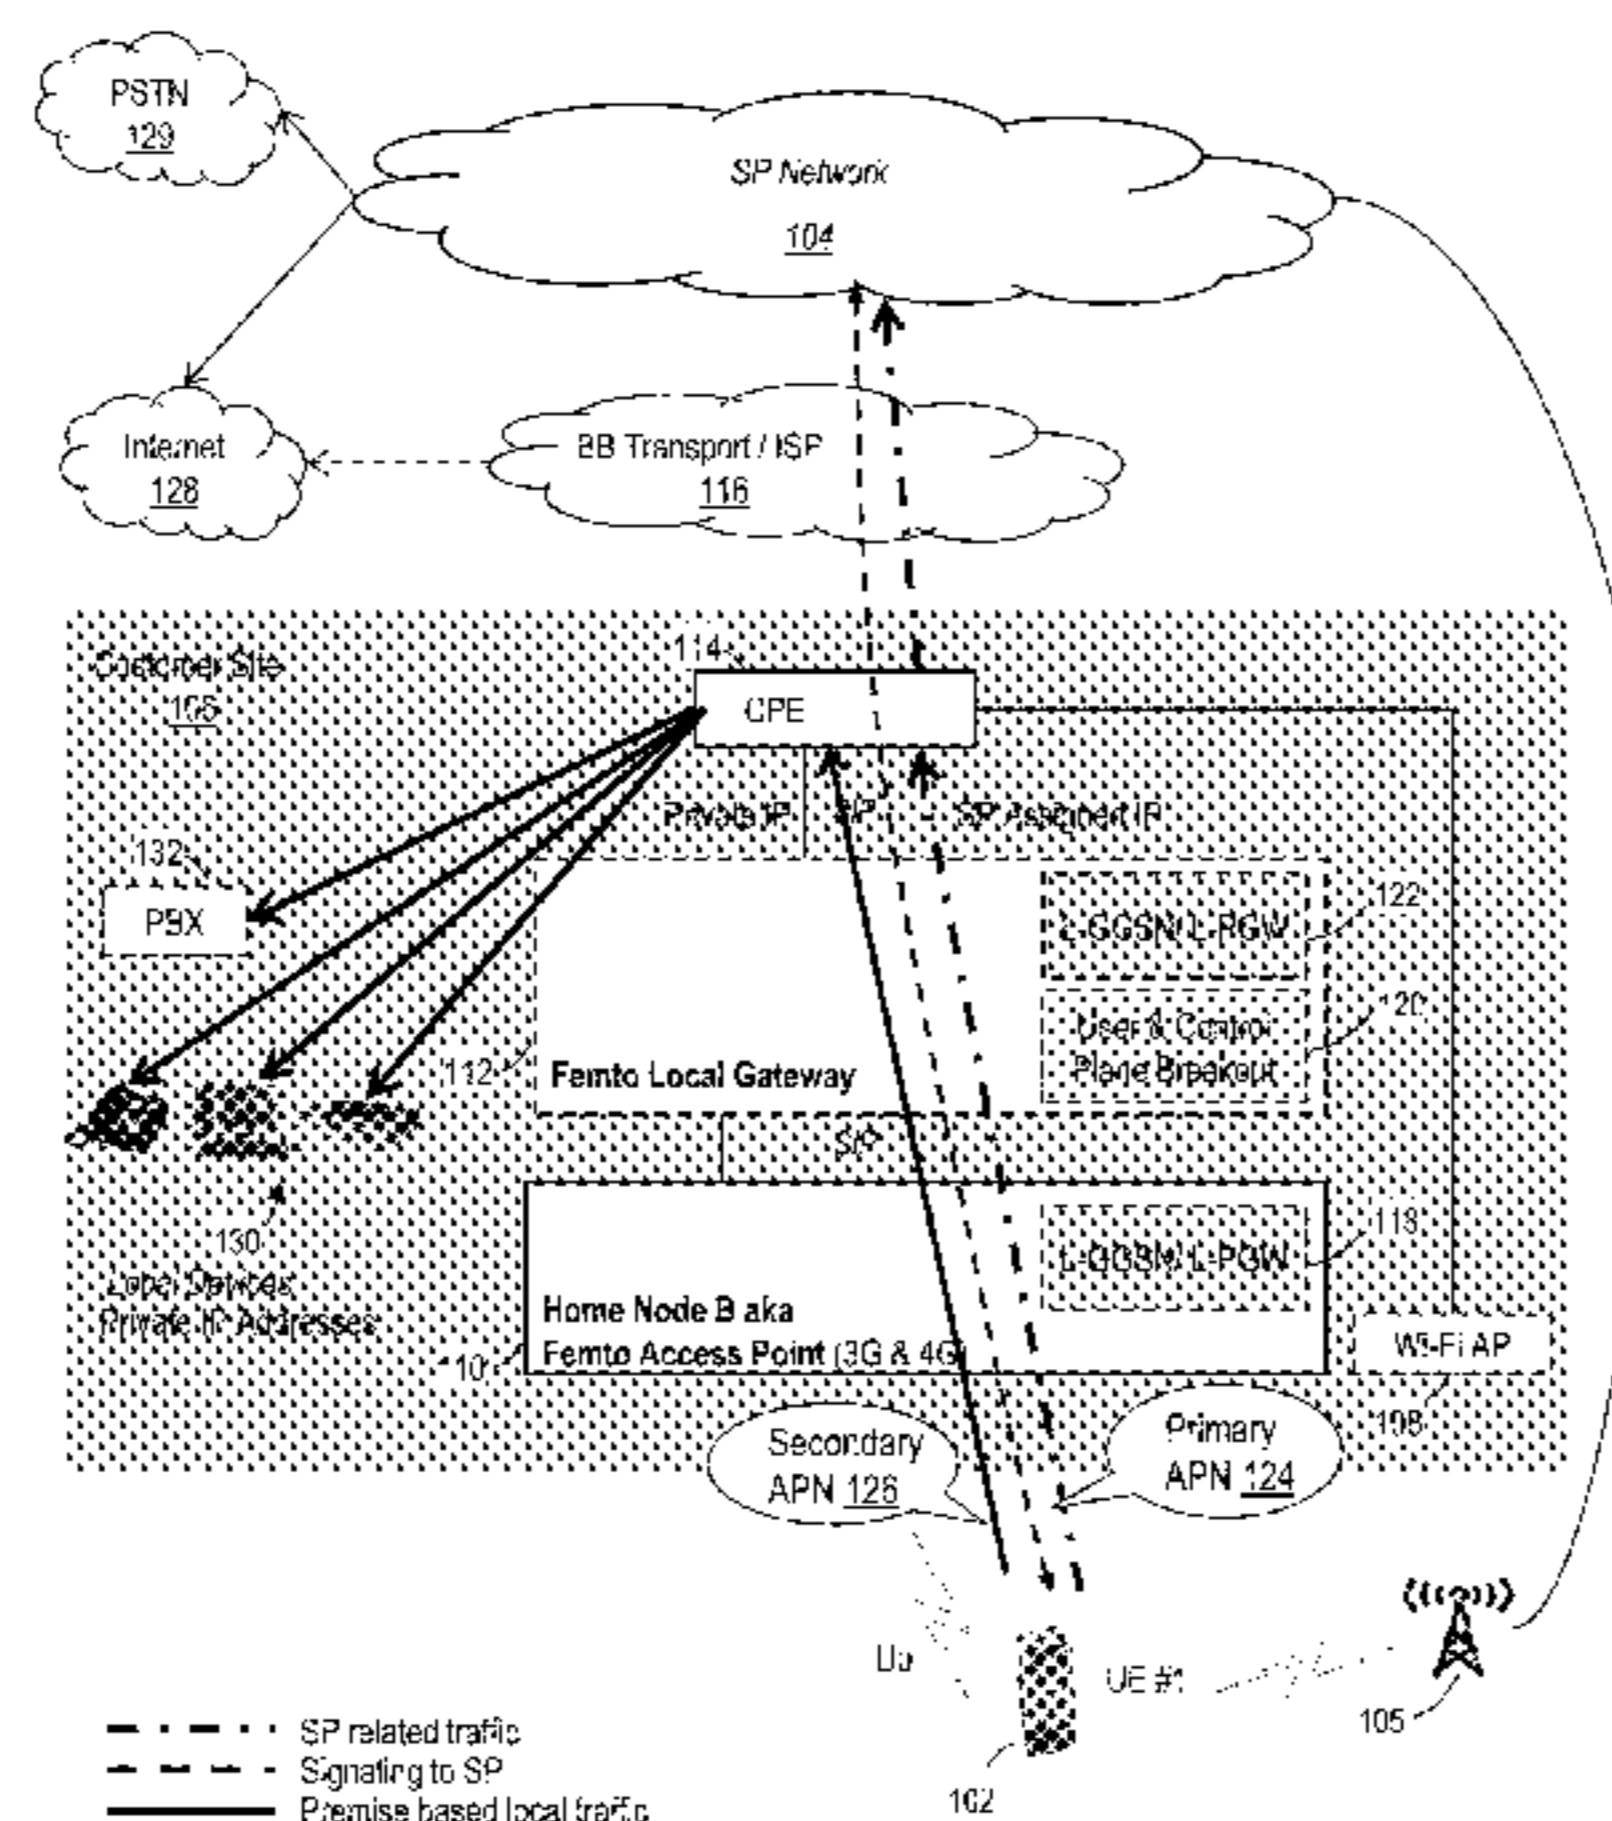 PSTN
129
SP Network
104
Internet
128
BB Transport / ISP
116
Customer Site
106
114
CPE
Private IP
S/P
SP Assigned IP
132
PBX
L-GGSN/ L-PGW
122
User & Control
Plane Breakout
120
112
Femto Local Gateway
S/P
130
Local Devices
Private IP Addresses
L-GGSN/ L-PGW
118
Home Node B aka
Femto Access Point (3G & 4G)
Wi-Fi AP
108
Secondary
APN 126
Primary
APN 124
UE #1
105
102
SP related traffic
Signaling to SP
Premise based local traffic